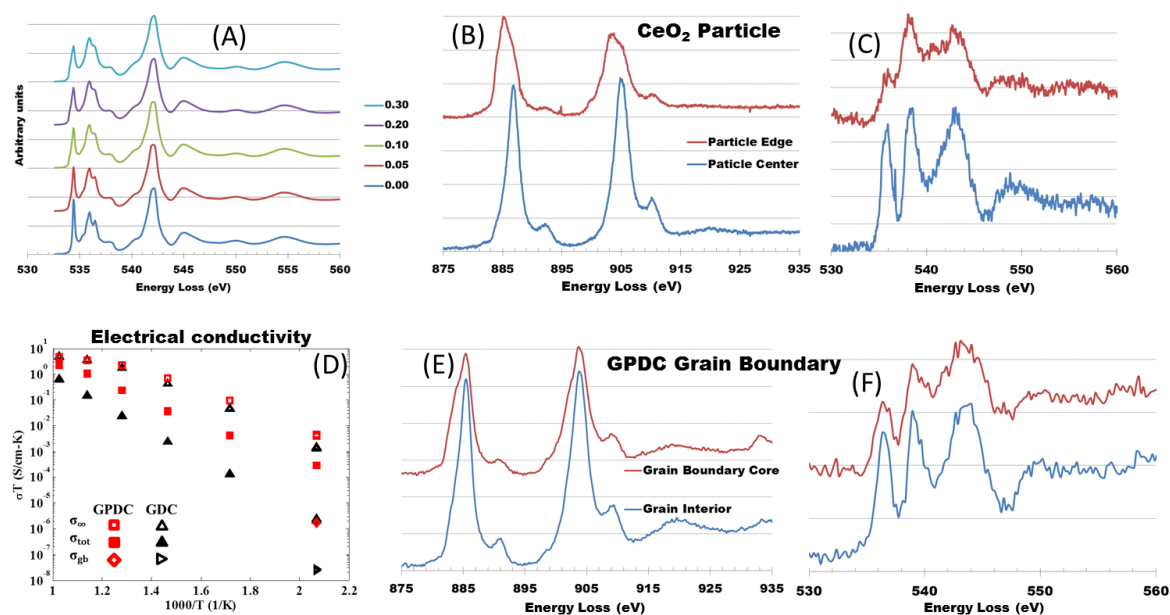 (A)
Arbitrary units
0.30
0.20
0.10
0.05
0.00
530 535 540 545 550 555 560
Energy Loss (eV)
(B)
CeO2 Particle
Particle Edge
Paticle Center
875 885 895 905 915 925 935
Energy Loss (eV)
(C)
530 540 550 560
Energy Loss (eV)
Electrical conductivity
(D)
10^1
10^0
10^-1
10^-2
10^-3
10^-4
10^-5
10^-6
10^-7
10^-8
σT (S/cm-K)
GPDC GDC
σ∞
σtot
σgb
1 1.2 1.4 1.6 1.8 2 2.2
1000/T (1/K)
(E)
GPDC Grain Boundary
Grain Boundary Core
Grain Interior
875 885 895 905 915 925 935
Energy Loss (eV)
(F)
530 540 550 560
Energy Loss (eV)